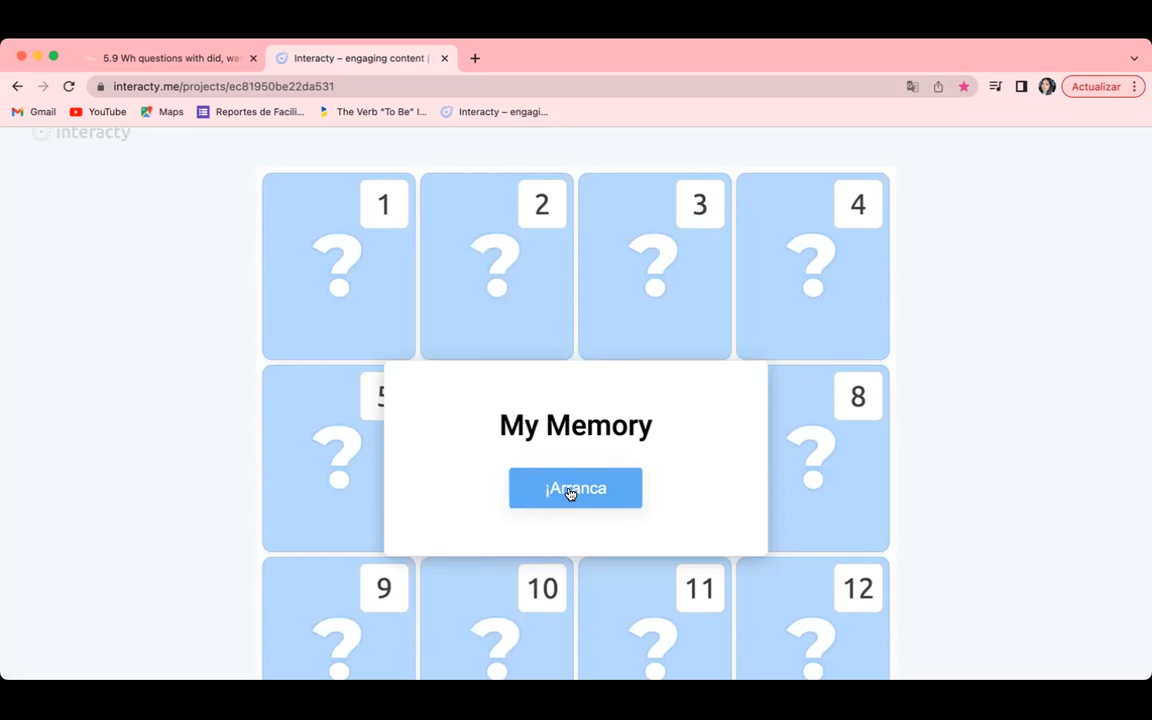 5.9 Wh questions with did, wa
Interacty – engaging content |
interacty.me/projects/ec81950be22da531
Actualizar
Gmail
YouTube
Maps
Reportes de Facili...
The Verb "To Be" I...
Interacty – engagi...
interacty
1
2
3
4
? ? ? ?
5
8
? ?
My Memory
¡Arranca
9
10
11
12
? ? ? ?